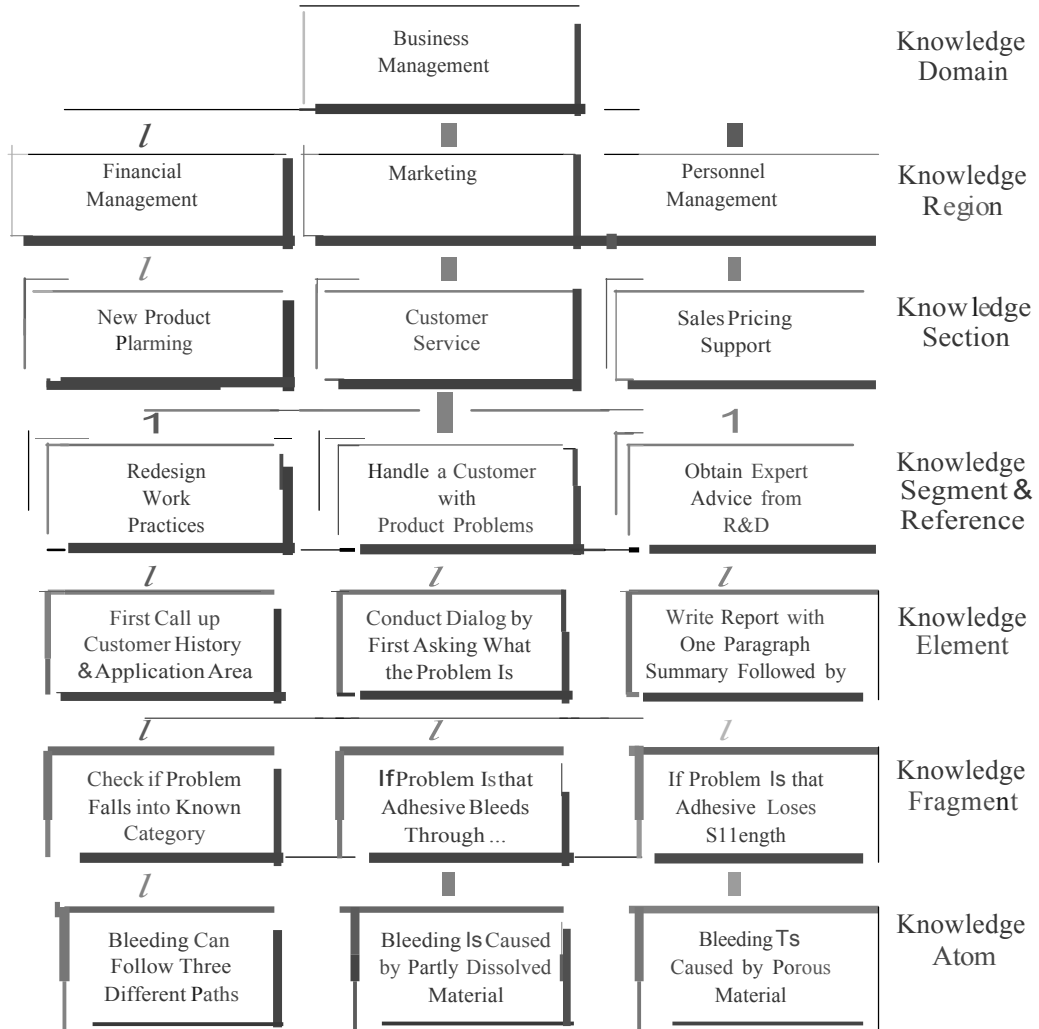 Business
Management
Knowledge
Domain
Financial
Management
Marketing
Personnel
Management
Knowledge
Region
New Product
Plarming
Customer
Service
Sales Pricing
Support
Knowledge
Section
Redesign
Work
Practices
Handle a Customer
with
Product Problems
Obtain Expert
Advice from
R&D
Knowledge
Segment &
Reference
First Call up
Customer History
& Application Area
Conduct Dialog by
First Asking What
the Problem Is
Write Report with
One Paragraph
Summary Followed by
Knowledge
Element
Check if Problem
Falls into Known
Category
If Problem Is that
Adhesive Bleeds
Through ...
If Problem Is that
Adhesive Loses
S11ength
Knowledge
Fragment
Bleeding Can
Follow Three
Different Paths
Bleeding Is Caused
by Partly Dissolved
Material
Bleeding Ts
Caused by Porous
Material
Knowledge
Atom